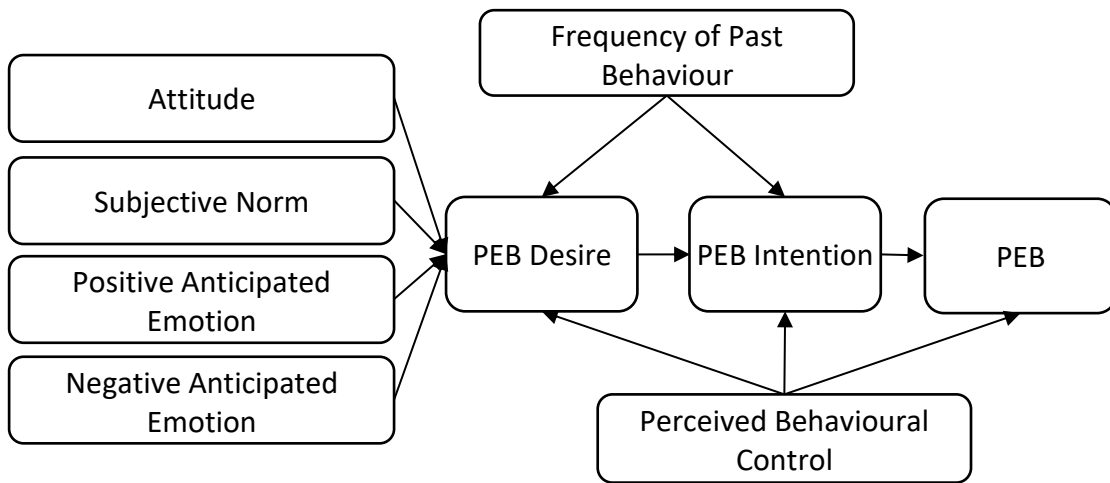 Frequency of Past
Behaviour
Attitude
Subjective Norm
Positive Anticipated
Emotion
Negative Anticipated
Emotion
PEB Desire
PEB Intention
PEB
Perceived Behavioural
Control